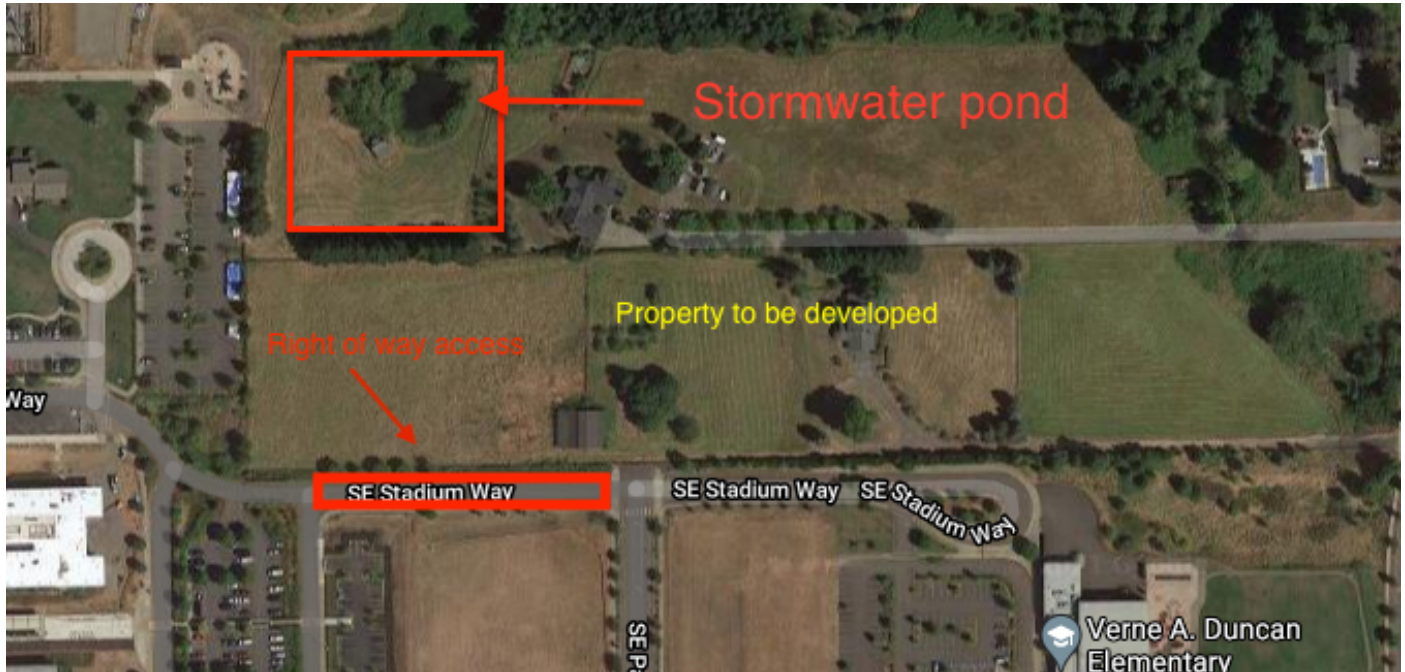 Stormwater pond
Property to be developed
Right of way access
Way
SE Stadium Way
SE Stadium Way
SE Stadium Way
SE P
Verne A. Duncan
Elementary